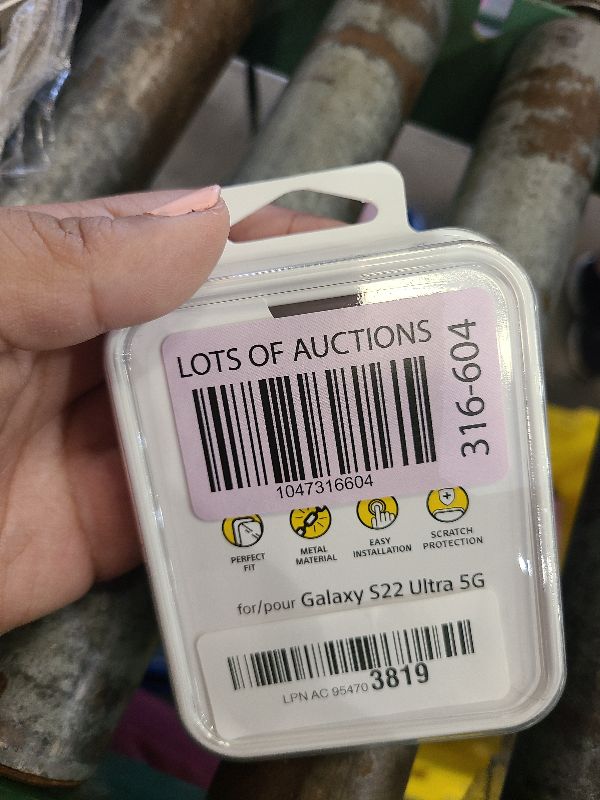 LOTS OF AUCTIONS
316-604
1047316604
PERFECT FIT
METAL MATERIAL
EASY INSTALLATION
SCRATCH PROTECTION
for/pour Galaxy S22 Ultra 5G
LPN AC 95470 3819